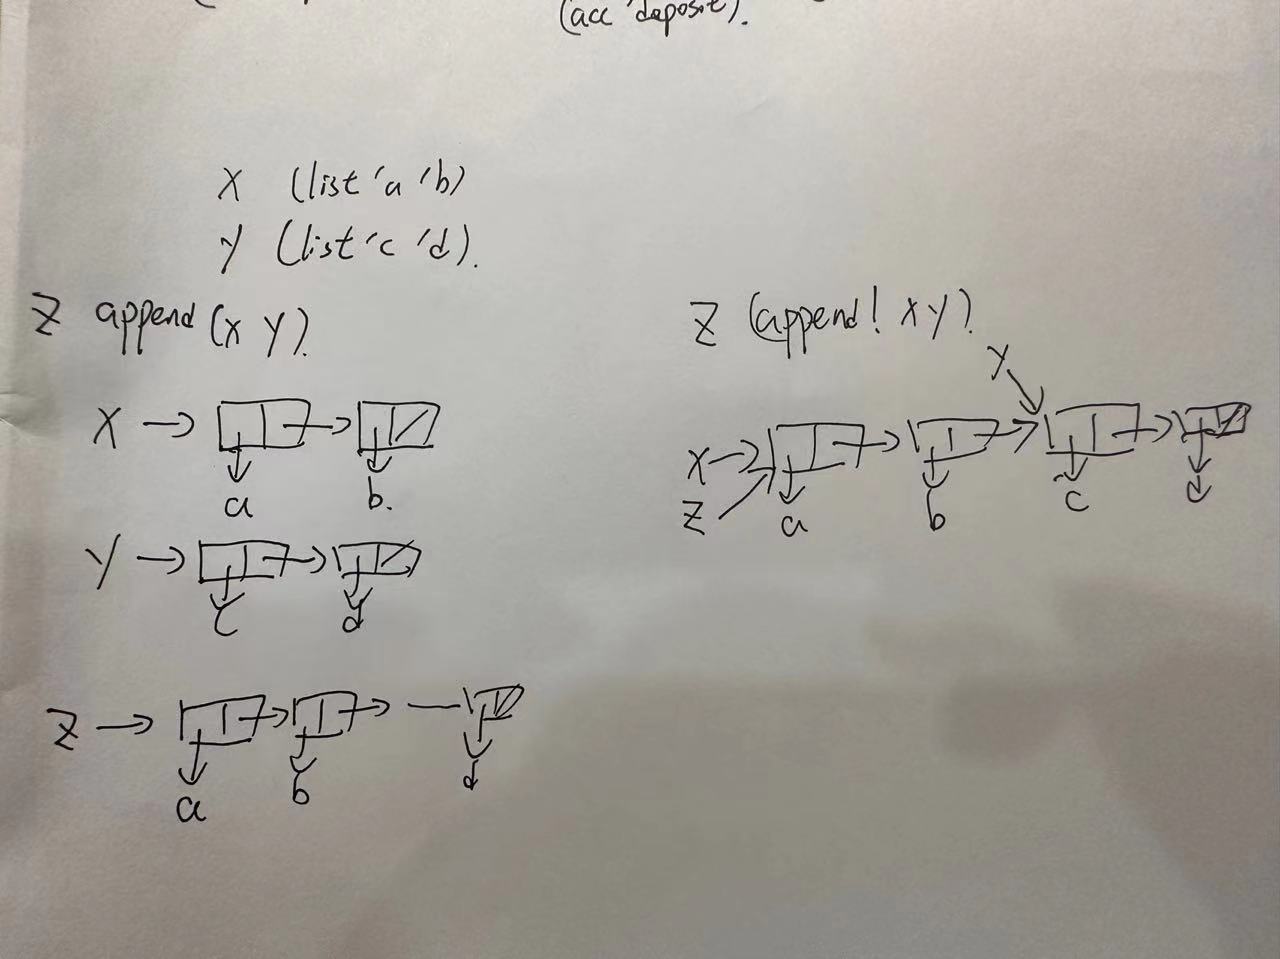 (acc 'deposit).
X (list 'a 'b)
Y (list 'c 'd).
Z append (X Y).
X
a
b.
Y
c
d
Z
a
b
d
Z (append! X Y).
Y
X
Z
a
b
c
d